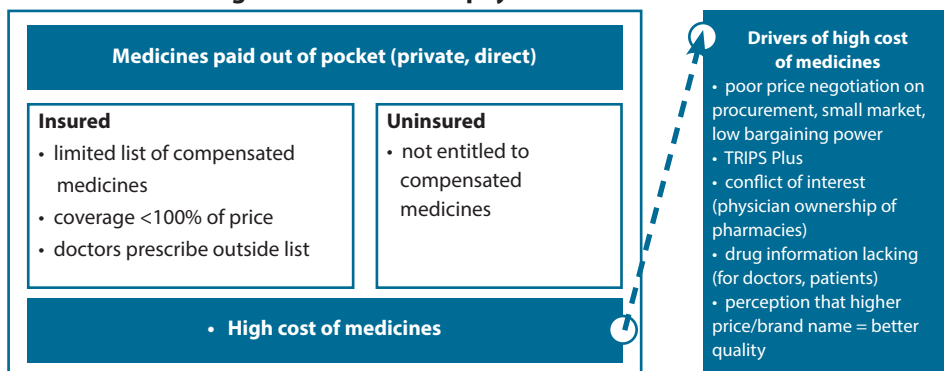 Medicines paid out of pocket (private, direct)
Insured
• limited list of compensated
medicines
• coverage <100% of price
• doctors prescribe outside list
Uninsured
• not entitled to
compensated
medicines
• High cost of medicines
Drivers of high cost
of medicines
• poor price negotiation on
procurement, small market,
low bargaining power
• TRIPS Plus
• conflict of interest
(physician ownership of
pharmacies)
• drug information lacking
(for doctors, patients)
• perception that higher
price/brand name = better
quality